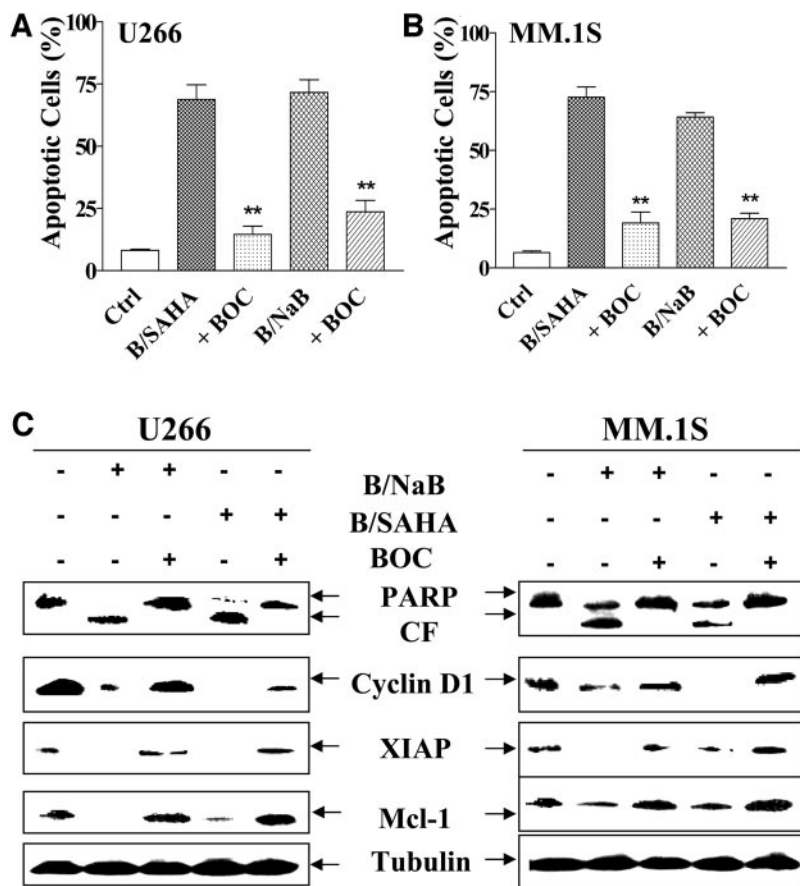 A
U266
Apoptotic Cells (%)
100
75
50
25
0
**
**
Ctrl
B/SAHA
+ BOC
B/NaB
+ BOC
B
MM.1S
Apoptotic Cells (%)
100
75
50
25
0
**
**
Ctrl
B/SAHA
+ BOC
B/NaB
+ BOC
C
U266
MM.1S
- + + - - B/NaB - + + - -
- - - + + B/SAHA - - - + +
- - + - + BOC - - + - +
PARP
CF
Cyclin D1
XIAP
Mcl-1
Tubulin